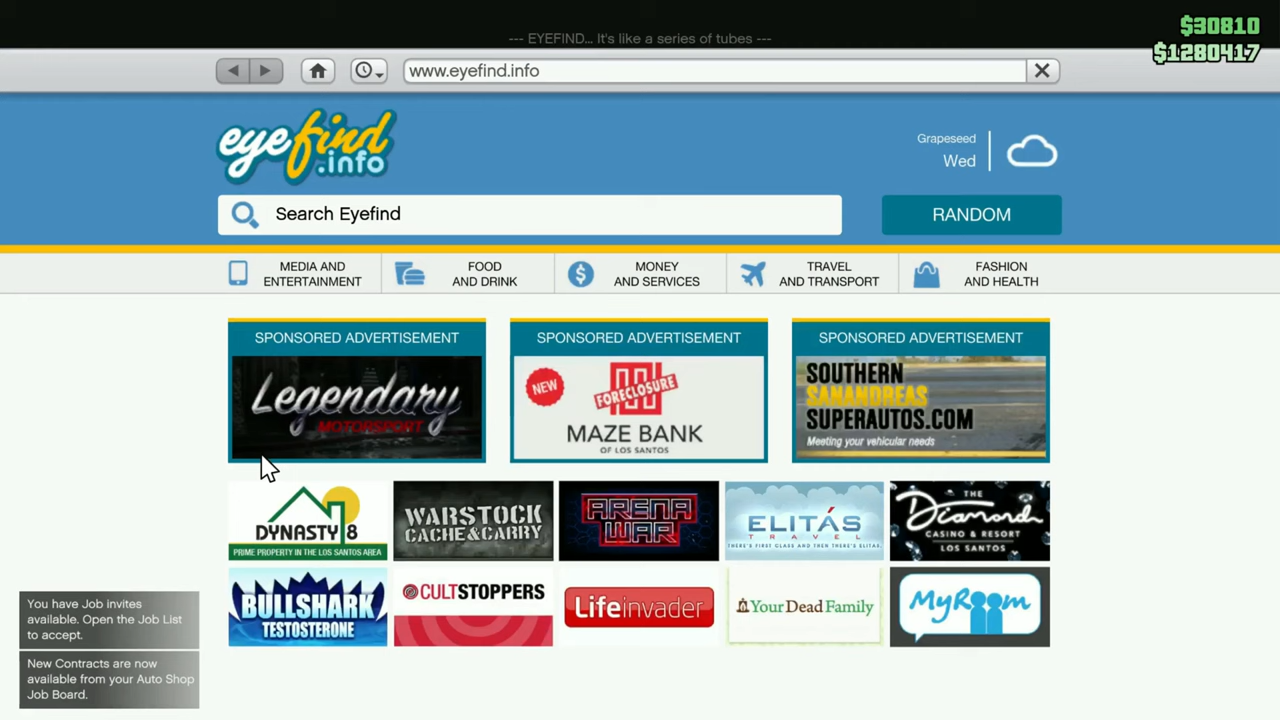 --- EYEFIND... It's like a series of tubes ---
$30810
$1280417
www.eyefind.info
eyefind
.info
Grapeseed
Wed
Search Eyefind
RANDOM
MEDIA AND
ENTERTAINMENT
FOOD
AND DRINK
MONEY
AND SERVICES
TRAVEL
AND TRANSPORT
FASHION
AND HEALTH
SPONSORED ADVERTISEMENT
Legendary
MOTORSPORT
SPONSORED ADVERTISEMENT
NEW
FORECLOSURE
MAZE BANK
OF LOS SANTOS
SPONSORED ADVERTISEMENT
SOUTHERN
SANANDREAS
SUPERAUTOS.COM
Meeting your vehicular needs
DYNASTY 8
PRIME PROPERTY IN THE LOS SANTOS AREA
WARSTOCK
CACHE & CARRY
ARENA
WAR
ELITÁS
TRAVEL
THERE'S FIRST CLASS AND THEN THERE'S ELITAS.
THE
Diamond
CASINO & RESORT
LOS SANTOS
BULLSHARK
TESTOSTERONE
CULTSTOPPERS
Lifeinvader
Your Dead Family
MyRoom
You have Job invites
available. Open the Job List
to accept.
New Contracts are now
available from your Auto Shop
Job Board.